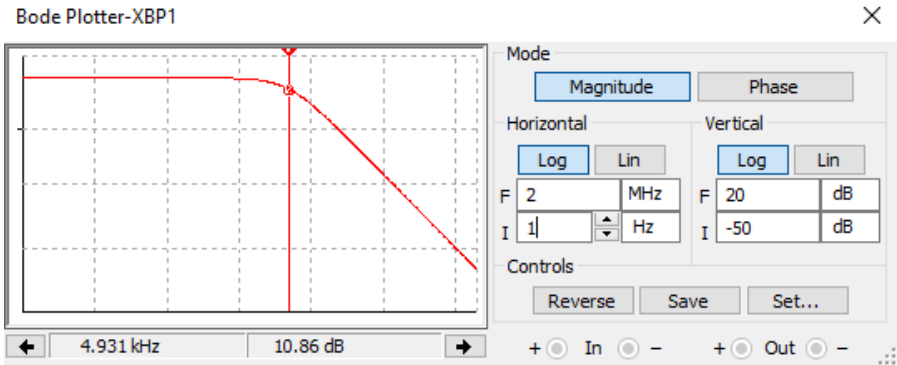 Bode Plotter-XBP1
Mode
Magnitude Phase
Horizontal Vertical
Log Lin Log Lin
F 2 MHz F 20 dB
I 1 Hz I -50 dB
Controls
Reverse Save Set...
4.931 kHz 10.86 dB + In − + Out −